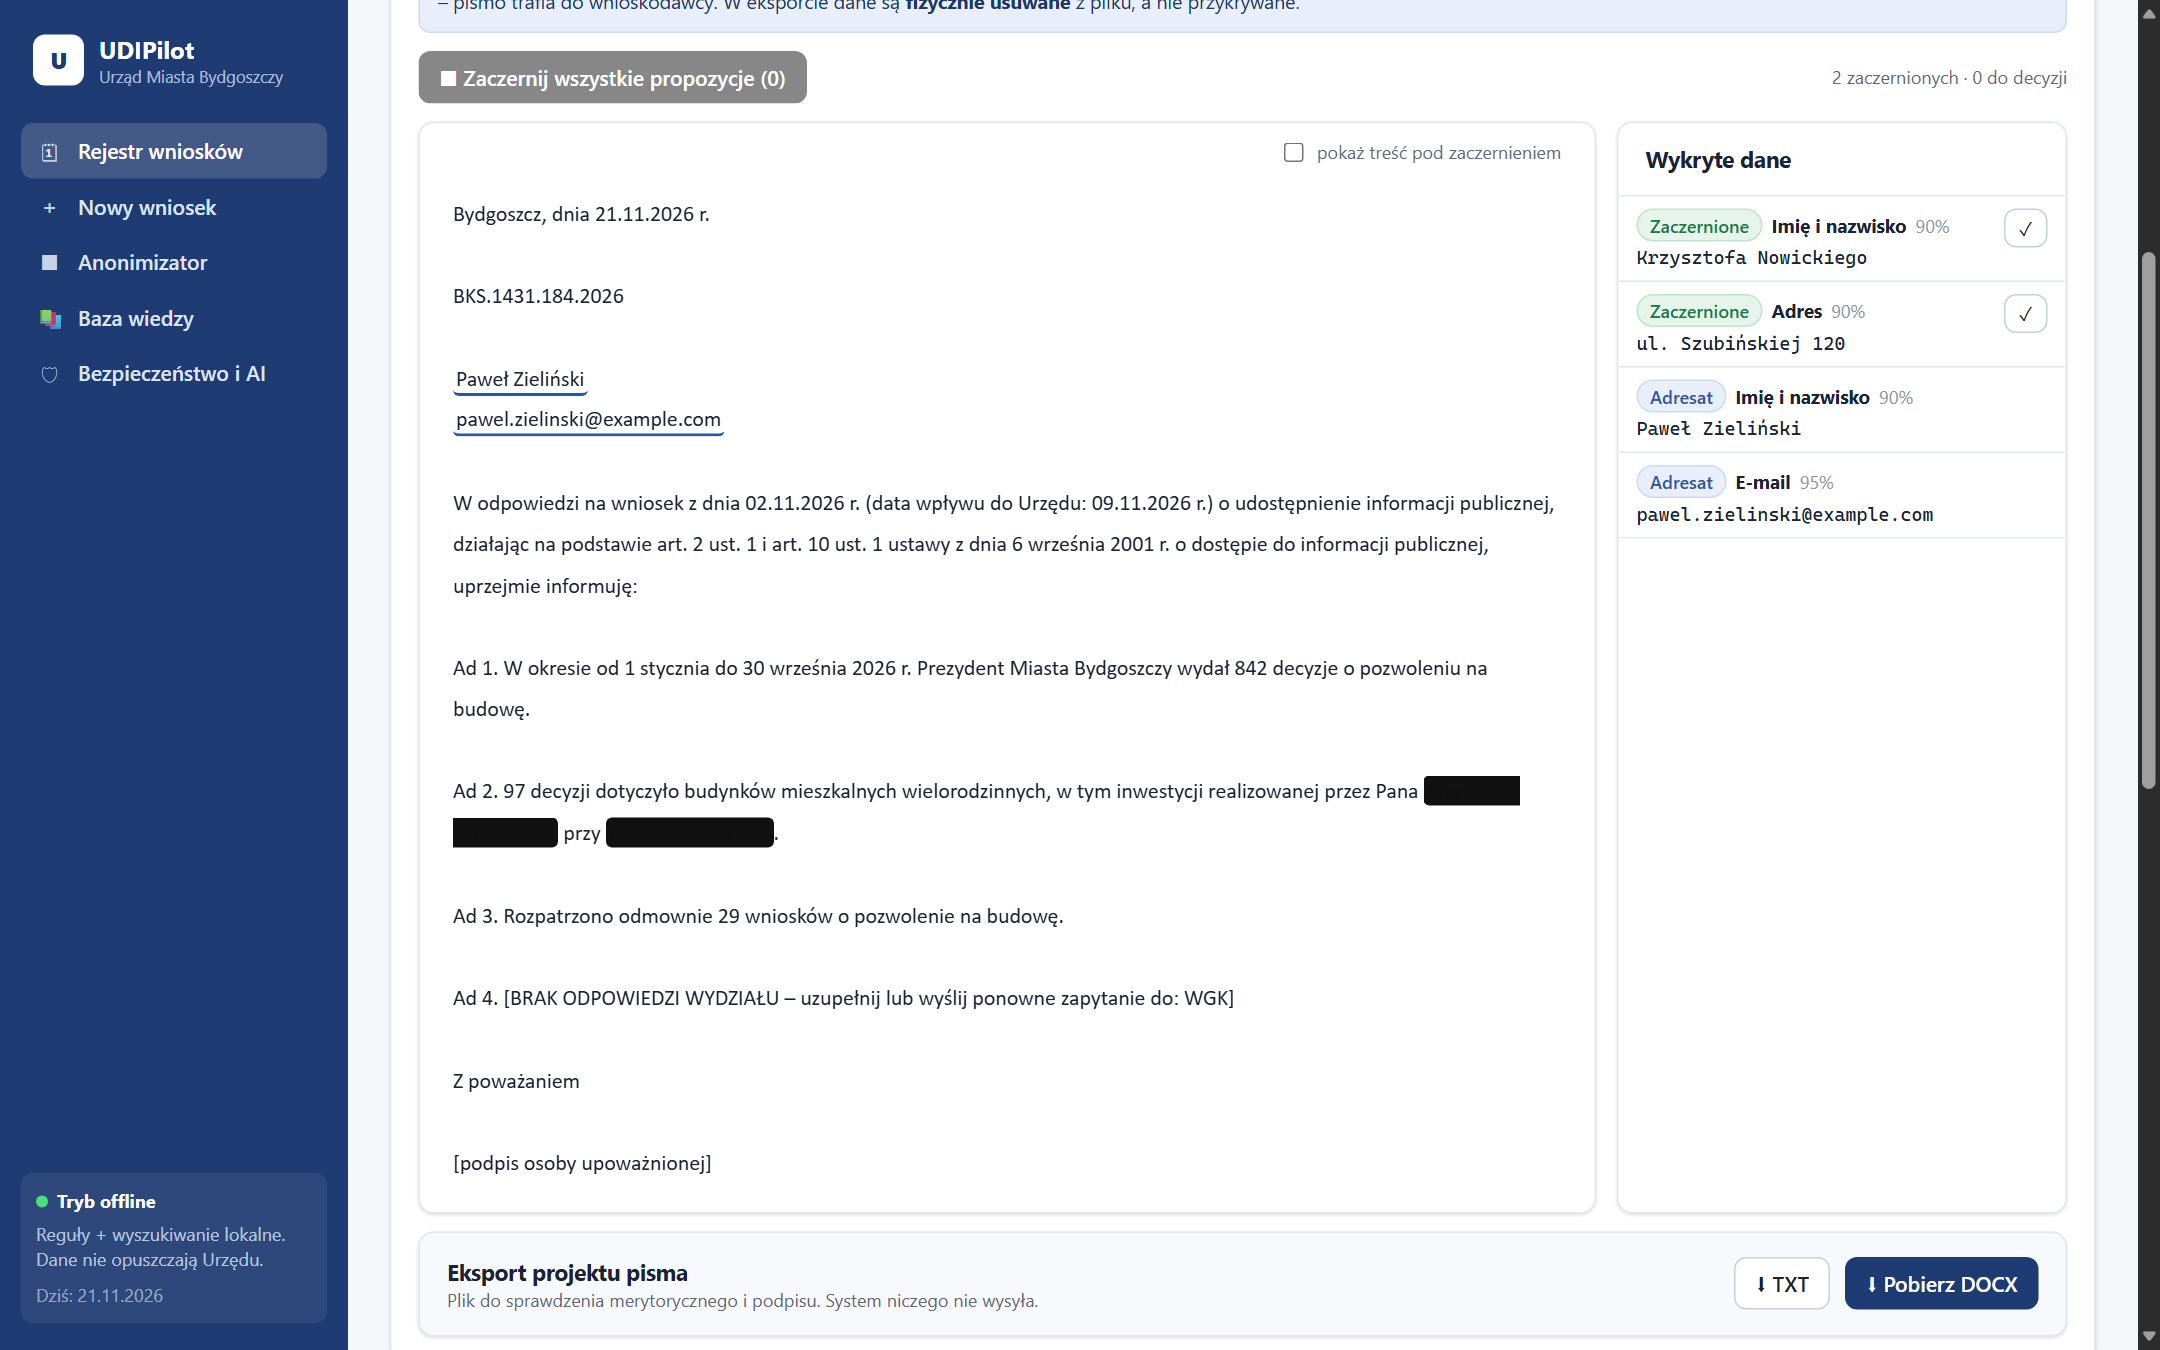 U
UDIPilot
Urząd Miasta Bydgoszczy
Rejestr wniosków
+ Nowy wniosek
Anonimizator
Baza wiedzy
Bezpieczeństwo i AI
Tryb offline
Reguły + wyszukiwanie lokalne.
Dane nie opuszczają Urzędu.
Dziś: 21.11.2026
– pismo trafia do wnioskodawcy. W eksporcie dane są fizycznie usuwane z pliku, a nie przykrywane.
Zaczernij wszystkie propozycje (0)
2 zaczernionych · 0 do decyzji
pokaż treść pod zaczernieniem
Bydgoszcz, dnia 21.11.2026 r.
BKS.1431.184.2026
Paweł Zieliński
pawel.zielinski@example.com
W odpowiedzi na wniosek z dnia 02.11.2026 r. (data wpływu do Urzędu: 09.11.2026 r.) o udostępnienie informacji publicznej,
działając na podstawie art. 2 ust. 1 i art. 10 ust. 1 ustawy z dnia 6 września 2001 r. o dostępie do informacji publicznej,
uprzejmie informuję:
Ad 1. W okresie od 1 stycznia do 30 września 2026 r. Prezydent Miasta Bydgoszczy wydał 842 decyzje o pozwoleniu na
budowę.
Ad 2. 97 decyzji dotyczyło budynków mieszkalnych wielorodzinnych, w tym inwestycji realizowanej przez Pana
przy .
Ad 3. Rozpatrzono odmownie 29 wniosków o pozwolenie na budowę.
Ad 4. [BRAK ODPOWIEDZI WYDZIAŁU – uzupełnij lub wyślij ponowne zapytanie do: WGK]
Z poważaniem
[podpis osoby upoważnionej]
Wykryte dane
Zaczernione Imię i nazwisko 90% ✓
Krzysztofa Nowickiego
Zaczernione Adres 90% ✓
ul. Szubińskiej 120
Adresat Imię i nazwisko 90%
Paweł Zieliński
Adresat E-mail 95%
pawel.zielinski@example.com
Eksport projektu pisma
Plik do sprawdzenia merytorycznego i podpisu. System niczego nie wysyła.
⬇ TXT
⬇ Pobierz DOCX